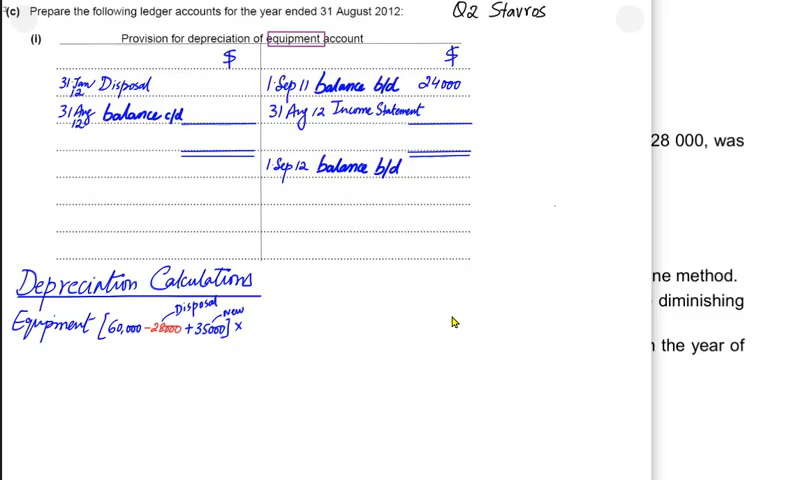 (c) Prepare the following ledger accounts for the year ended 31 August 2012:
Q2 Stavros
(i) Provision for depreciation of equipment account
$ $
31 Jan 12 Disposal 1 Sep 11 balance b/d 24000
31 Aug 12 balance c/d 31 Aug 12 Income Statement
28 000, was
1 Sep 12 balance b/d
ne method.
Depreciation Calculations
diminishing
Disposal New
Equipment [60,000 - 28000 + 35000] ×
the year of